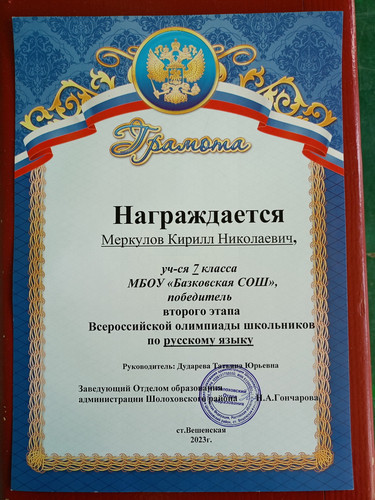 Грамота
Награждается
Меркулов Кирилл Николаевич,
уч-ся 7 класса
МБОУ «Базковская СОШ»,
победитель
второго этапа
Всероссийской олимпиады школьников
по русскому языку
Руководитель: Дударева Татьяна Юрьевна
Заведующий Отделом образования
администрации Шолоховского района Н.А.Гончарова
ст.Вешенская
2023г.